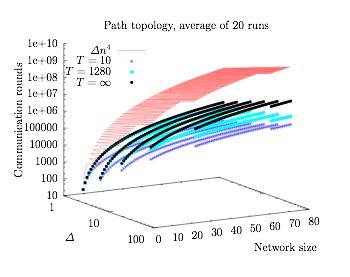 Path topology, average of 20 runs
Δn⁴
T = 10
T = 1280
T = ∞
Communication rounds
1e+10
1e+09
1e+08
1e+07
1e+06
100000
10000
1000
100
10
1
10
100
Δ
0 10 20 30 40 50 60 70 80
Network size